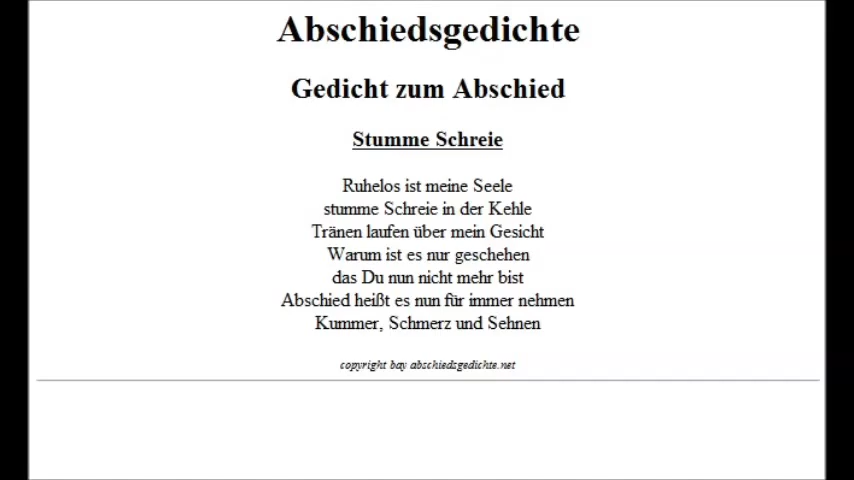 Abschiedsgedichte
Gedicht zum Abschied
Stumme Schreie
Ruhelos ist meine Seele
stumme Schreie in der Kehle
Tränen laufen über mein Gesicht
Warum ist es nur geschehen
das Du nun nicht mehr bist
Abschied heißt es nun für immer nehmen
Kummer, Schmerz und Sehnen
copyright bay abschiedsgedichte.net